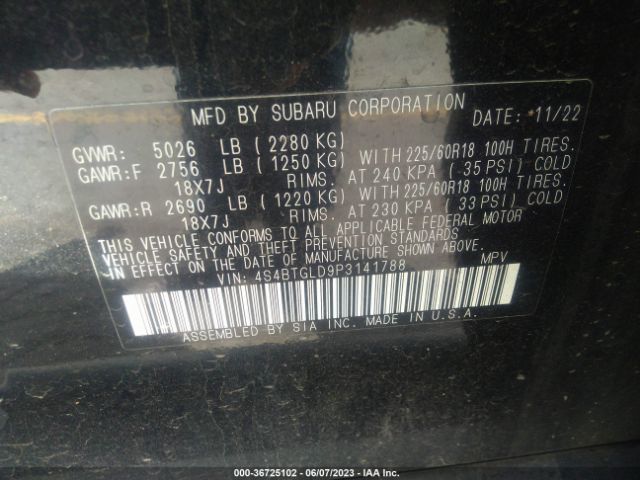 MFD BY SUBARU CORPORATION DATE: 11/22
GVWR: 5026 LB (2280 KG)
GAWR:F 2756 LB (1250 KG) WITH 225/60R18 100H TIRES.
18X7J RIMS. AT 240 KPA (35 PSI) COLD
GAWR:R 2690 LB (1220 KG) WITH 225/60R18 100H TIRES.
18X7J RIMS. AT 230 KPA (33 PSI) COLD
THIS VEHICLE CONFORMS TO ALL APPLICABLE FEDERAL MOTOR
VEHICLE SAFETY AND THEFT PREVENTION STANDARDS
IN EFFECT ON THE DATE OF MANUFACTURE SHOWN ABOVE.
VIN: 4S4BTGLD9P3141788 MPV
ASSEMBLED BY SIA INC. MADE IN U.S.A.
000-36725102 - 06/07/2023 - IAA Inc.